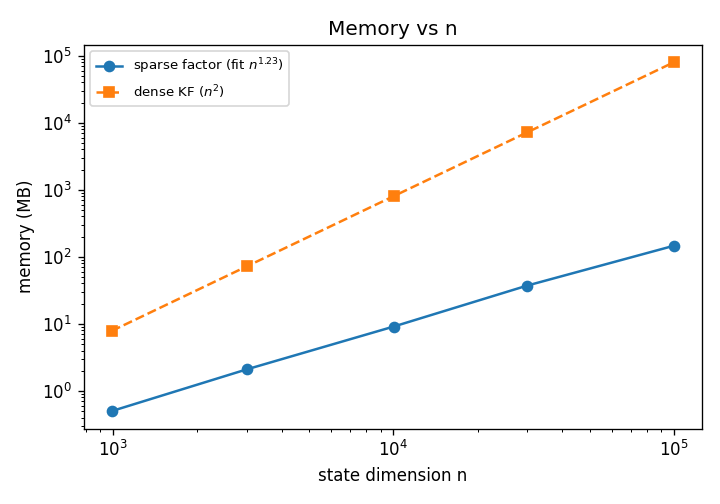 Memory vs n
sparse factor (fit n^1.23)
dense KF (n^2)
memory (MB)
10^5
10^4
10^3
10^2
10^1
10^0
10^3
10^4
10^5
state dimension n